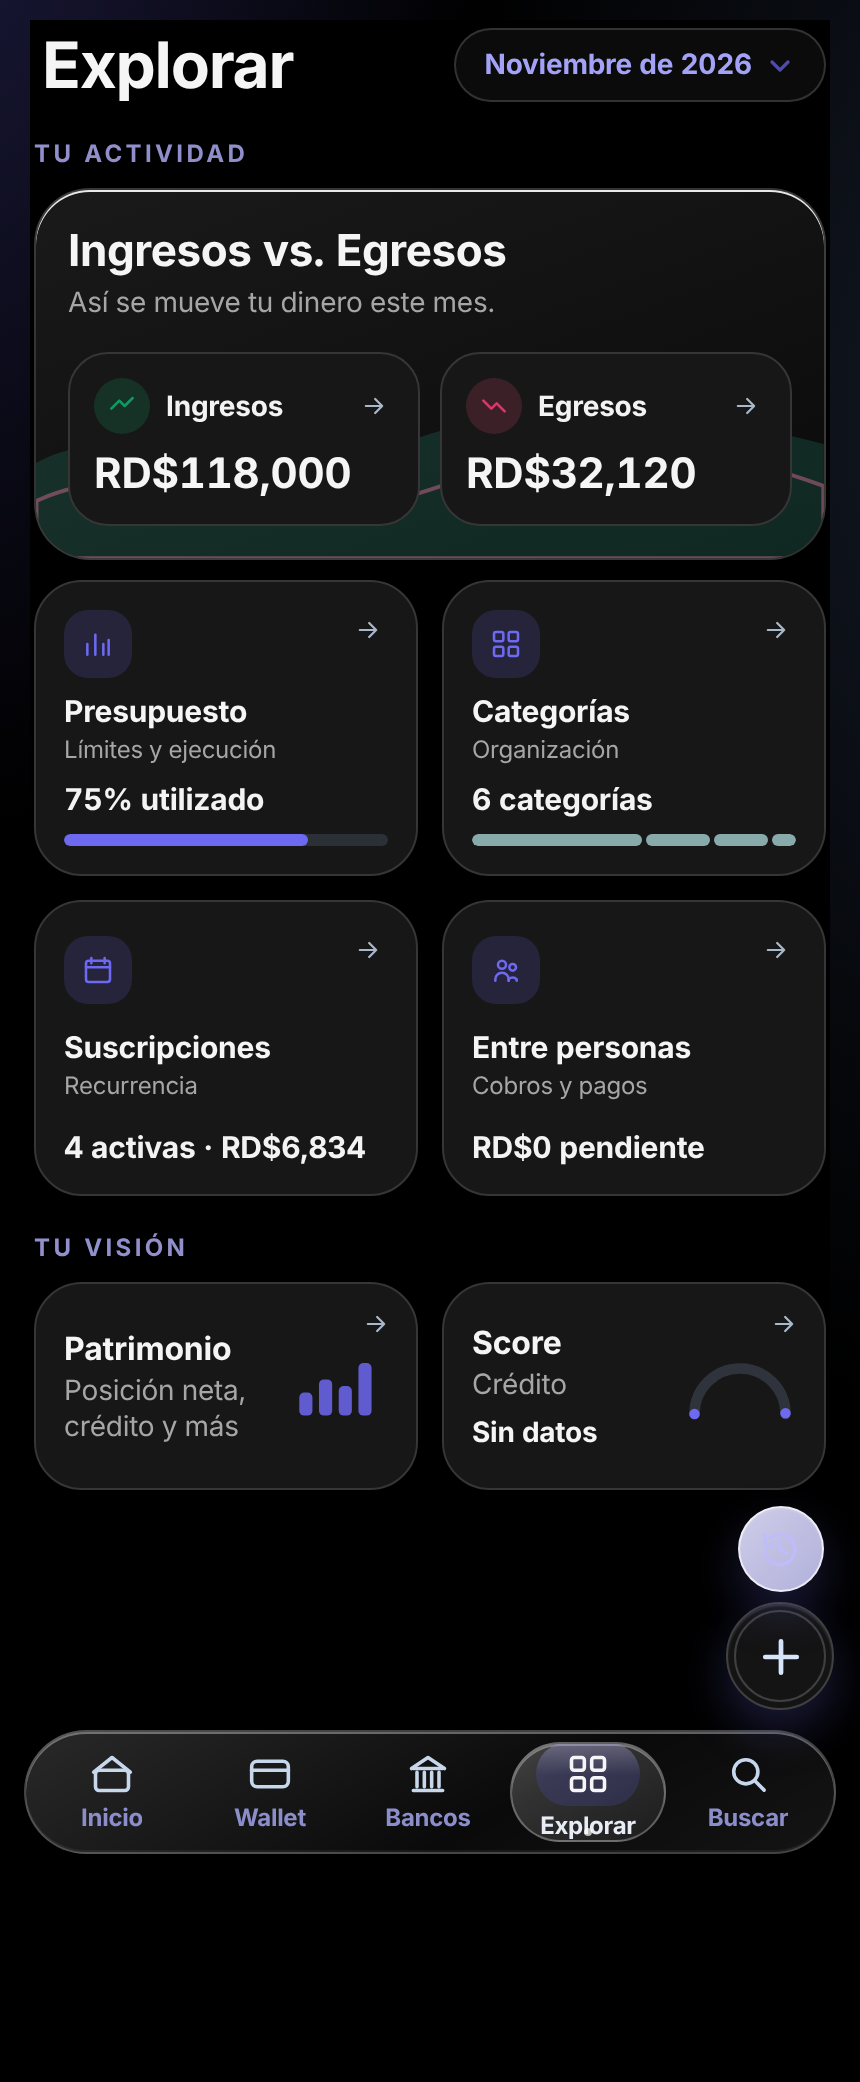 Explorar
Noviembre de 2026
TU ACTIVIDAD
Ingresos vs. Egresos
Así se mueve tu dinero este mes.
Ingresos
RD$118,000
Egresos
RD$32,120
Presupuesto
Límites y ejecución
75% utilizado
Categorías
Organización
6 categorías
Suscripciones
Recurrencia
4 activas · RD$6,834
Entre personas
Cobros y pagos
RD$0 pendiente
TU VISIÓN
Patrimonio
Posición neta,
crédito y más
Score
Crédito
Sin datos
Inicio
Wallet
Bancos
Explorar
Buscar